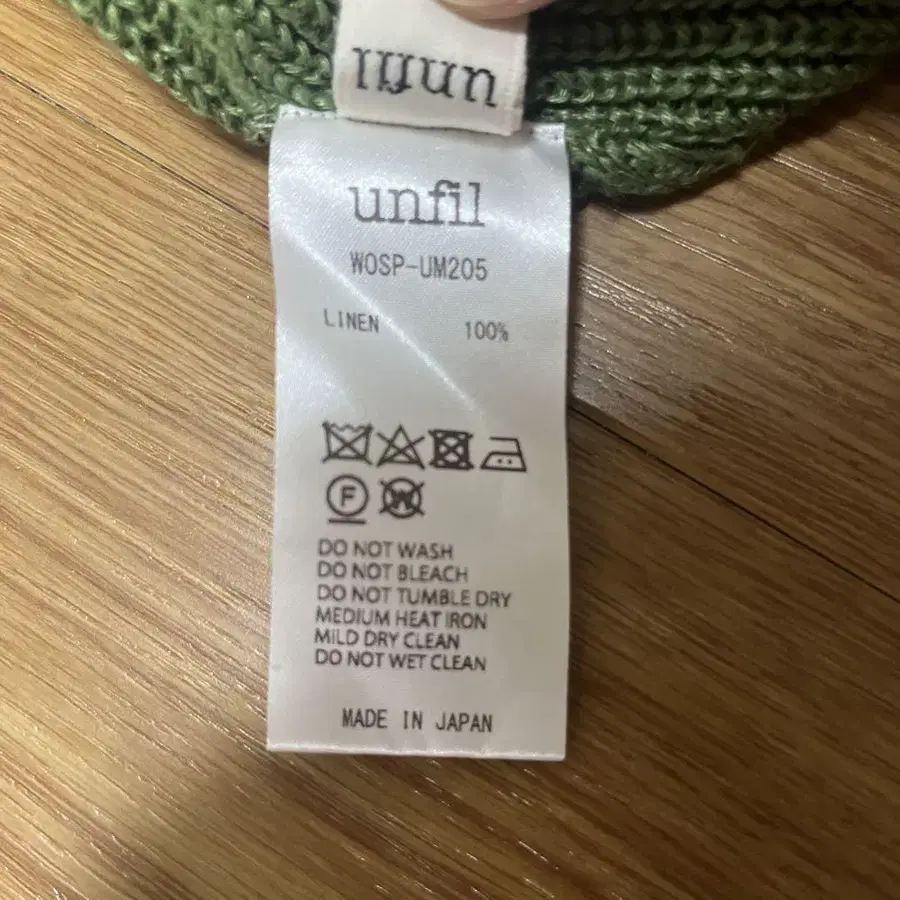 unfil
unfil
WOSP-UM205
LINEN 100%
F
W
DO NOT WASH
DO NOT BLEACH
DO NOT TUMBLE DRY
MEDIUM HEAT IRON
MILD DRY CLEAN
DO NOT WET CLEAN
MADE IN JAPAN